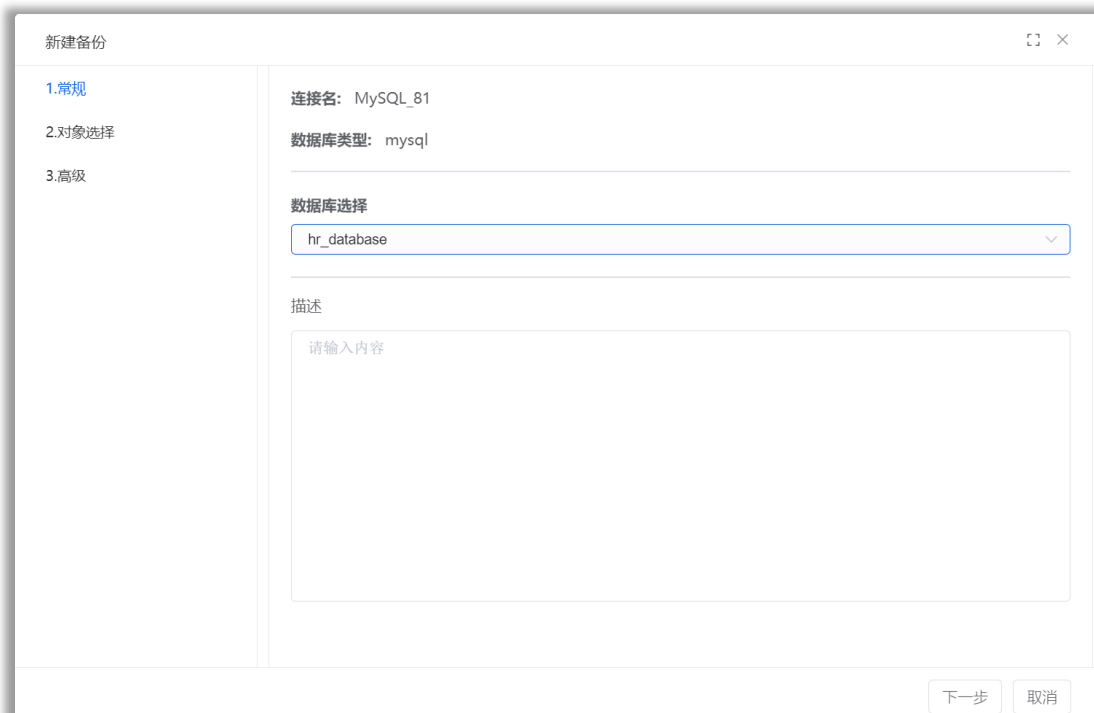 新建备份
1.常规
2.对象选择
3.高级
连接名: MySQL_81
数据库类型: mysql
数据库选择
hr_database
描述
请输入内容
下一步 取消